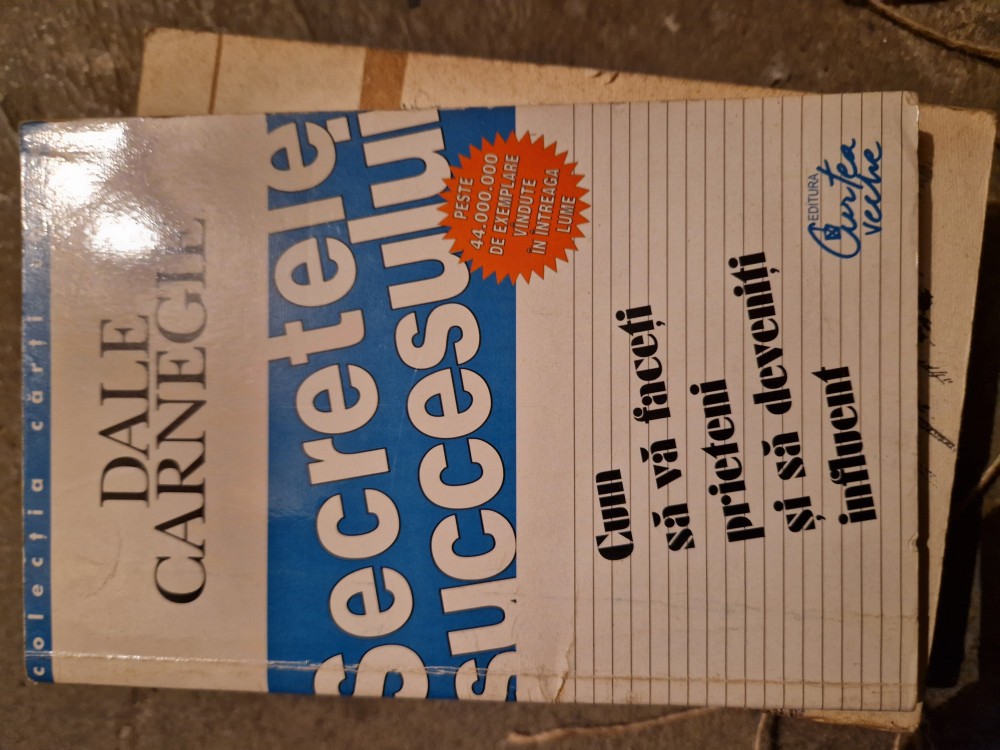 colecția cărți
DALE
CARNEGIE
Secretele
succesului
PESTE
44.000.000
DE EXEMPLARE
VÎNDUTE
ÎN ÎNTREAGA
LUME
Cum
să vă faceți
prieteni
și să deveniți
influent
EDITURA
Curtea
veche